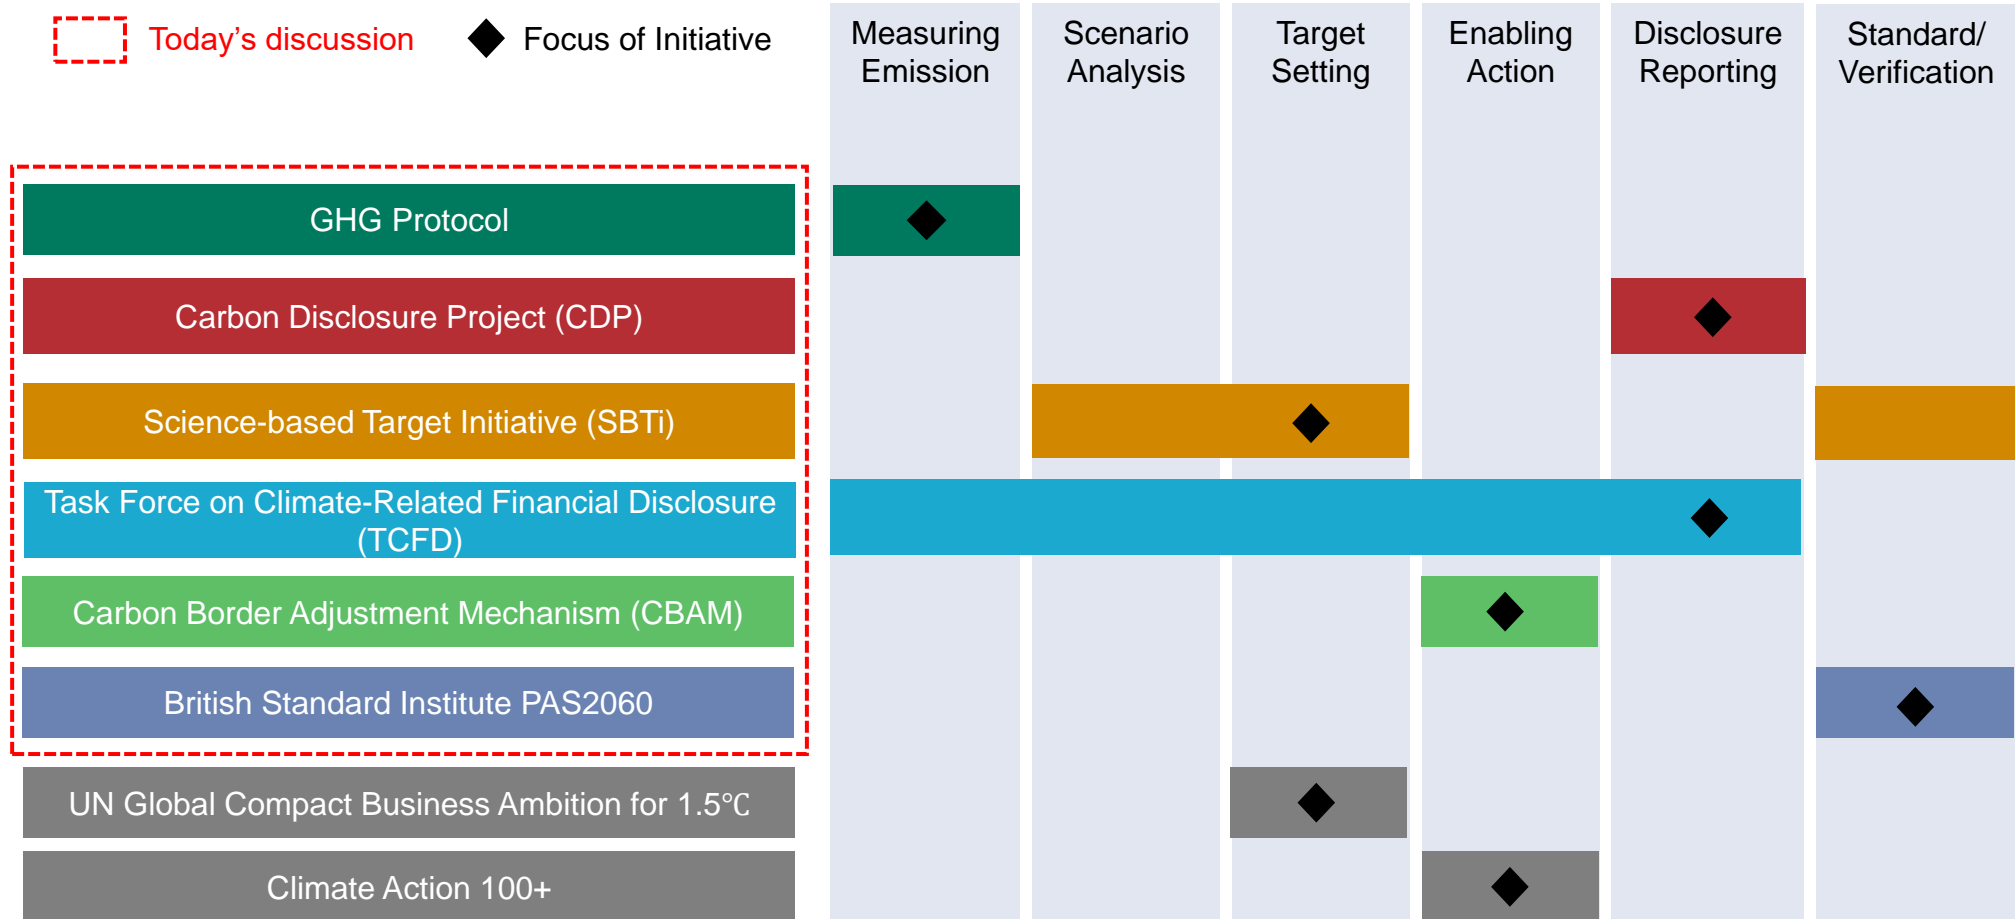 Today’s discussion
Focus of Initiative
Measuring
Emission
Scenario
Analysis
Target
Setting
Enabling
Action
Disclosure
Reporting
Standard/
Verification
GHG Protocol
Carbon Disclosure Project (CDP)
Science-based Target Initiative (SBTi)
Task Force on Climate-Related Financial Disclosure
(TCFD)
Carbon Border Adjustment Mechanism (CBAM)
British Standard Institute PAS2060
UN Global Compact Business Ambition for 1.5℃
Climate Action 100+